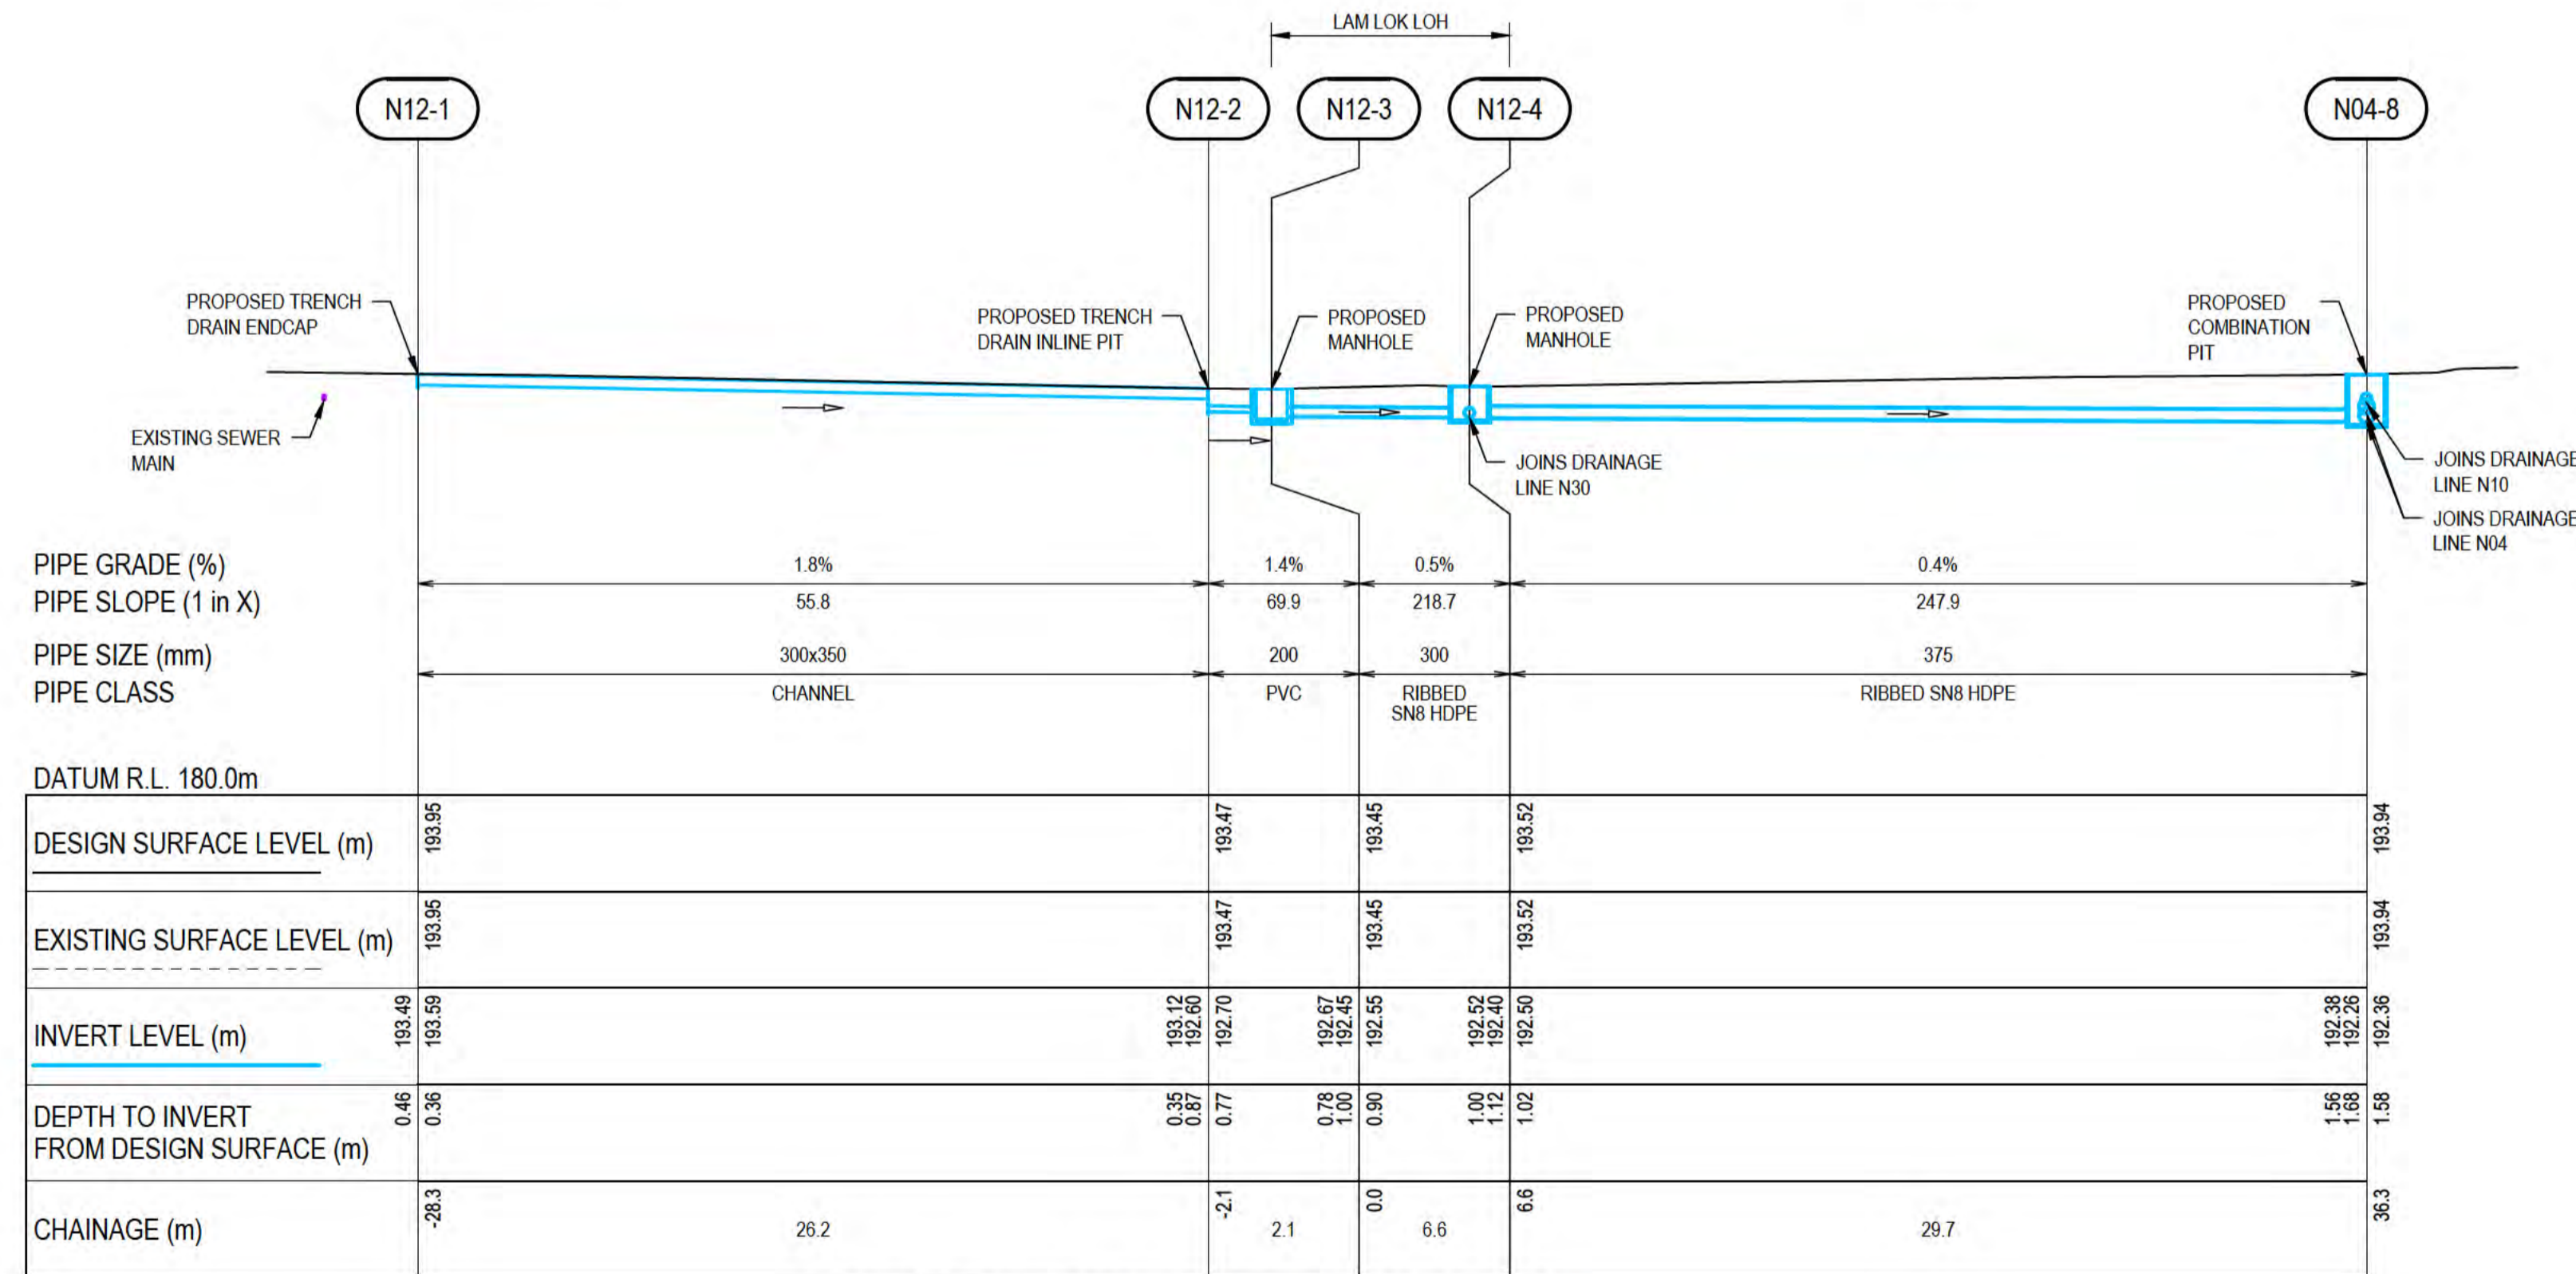 LAM LOK LOH
N12-1
N12-2
N12-3
N12-4
N04-8
PROPOSED TRENCH
DRAIN ENDCAP
PROPOSED TRENCH
DRAIN INLINE PIT
PROPOSED
MANHOLE
PROPOSED
MANHOLE
PROPOSED
COMBINATION
PIT
EXISTING SEWER
MAIN
JOINS DRAINAGE
LINE N30
JOINS DRAINAGE
LINE N10
JOINS DRAINAGE
LINE N04
PIPE GRADE (%) 1.8% 1.4% 0.5% 0.4%
PIPE SLOPE (1 in X) 55.8 69.9 218.7 247.9
PIPE SIZE (mm) 300x350 200 300 375
PIPE CLASS CHANNEL PVC RIBBED
SN8 HDPE
RIBBED SN8 HDPE
DATUM R.L. 180.0m
DESIGN SURFACE LEVEL (m) 193.95 193.47 193.45 193.52 193.94
EXISTING SURFACE LEVEL (m) 193.95 193.47 193.45 193.52 193.94
INVERT LEVEL (m) 193.49 193.59 193.12 192.60 192.70 192.67 192.45 192.55 192.52 192.40 192.50 192.38 192.26 192.36
DEPTH TO INVERT
FROM DESIGN SURFACE (m) 0.46 0.36 0.35 0.87 0.77 0.78 1.00 0.90 1.00 1.12 1.02 1.56 1.68 1.58
CHAINAGE (m) -28.3 26.2 -2.1 2.1 0.0 6.6 6.6 29.7 36.3